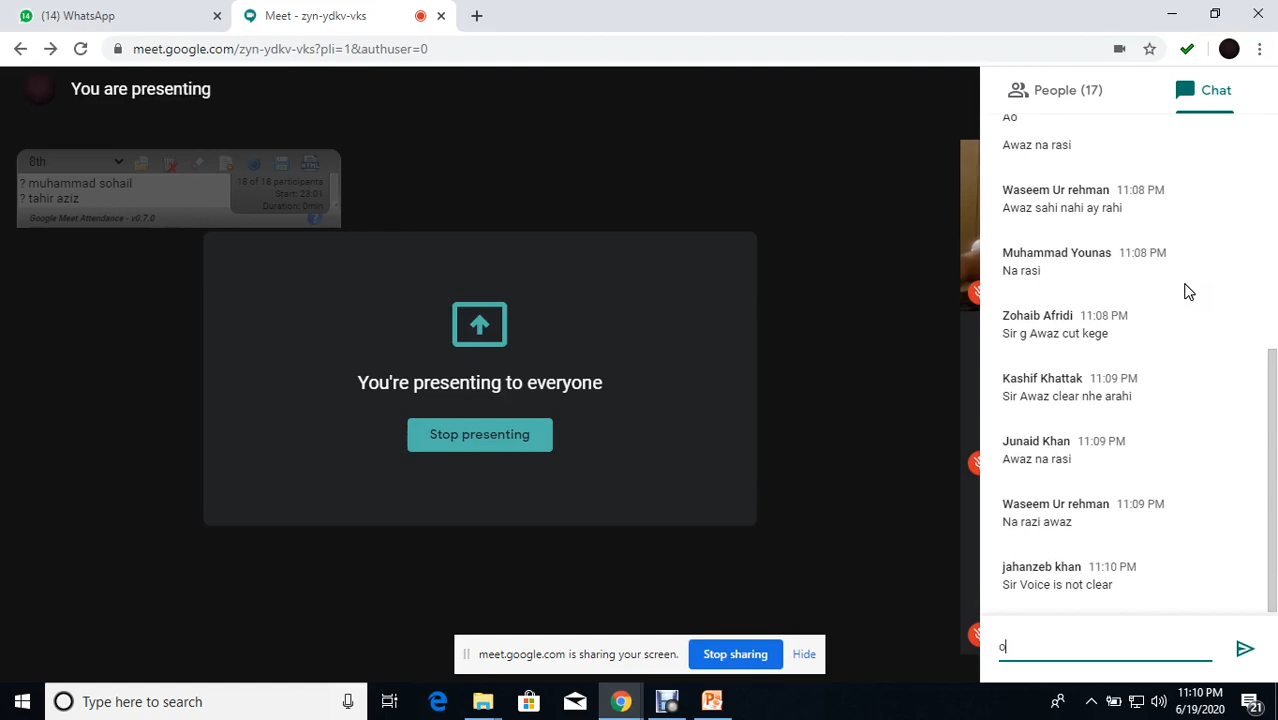 (14) WhatsApp
Meet - zyn-ydkv-vks
meet.google.com/zyn-ydkv-vks?pli=1&authuser=0
You are presenting
People (17)
Chat
8th
? muhammad sohail
? tahir aziz
18 of 18 participants
Start: 23:01
Duration: 0min
Google Meet Attendance - v0.7.0
?
HTML
You're presenting to everyone
Stop presenting
Ao
Awaz na rasi
Waseem Ur rehman 11:08 PM
Awaz sahi nahi ay rahi
Muhammad Younas 11:08 PM
Na rasi
Zohaib Afridi 11:08 PM
Sir g Awaz cut kege
Kashif Khattak 11:09 PM
Sir Awaz clear nhe arahi
Junaid Khan 11:09 PM
Awaz na rasi
Waseem Ur rehman 11:09 PM
Na razi awaz
jahanzeb khan 11:10 PM
Sir Voice is not clear
o
meet.google.com is sharing your screen.
Stop sharing
Hide
Type here to search
11:10 PM
6/19/2020
21